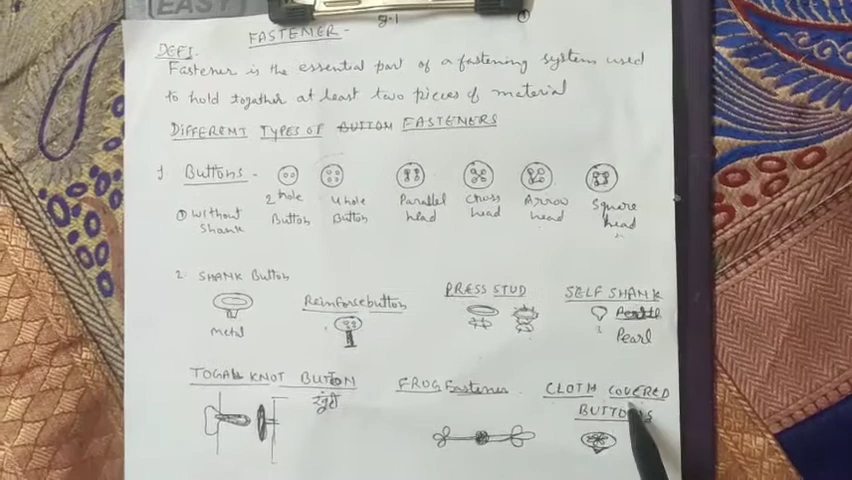 EASY
FASTENER -
DEFI.
Fastener is the essential part of a fastening system used
to hold together at least two pieces of material
DIFFERENT TYPES OF BUTTOM FASTENERS
1 Buttons -
① without Shank
2 hole Button
4 hole Button
Parallel head
Cross head
Arrow head
Square head
2. SHANK Button
Metal
Reinforse button
PRESS STUD
SELF SHANK
Pearl
TOGAL KNOT BUTTON
FROG Fastener
CLOTH COVERED
BUTTONS